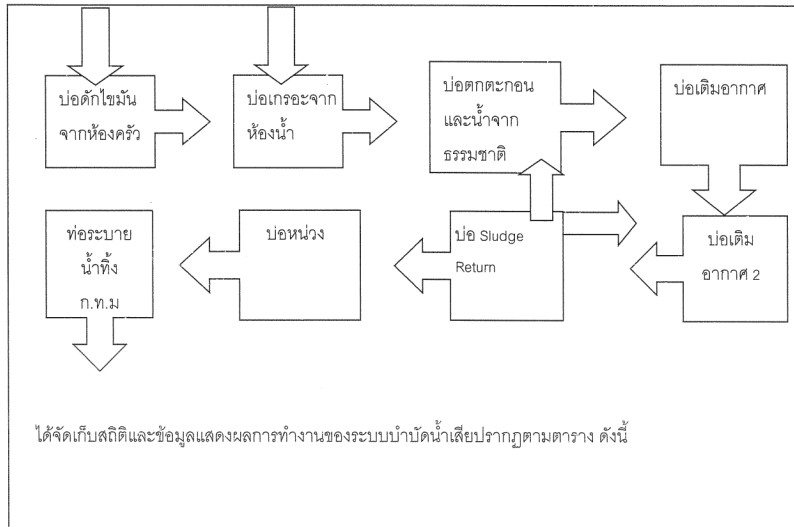 บ่อดักไขมัน
จากห้องครัว
บ่อเกรอะจาก
ห้องน้ำ
บ่อตกตะกอน
และน้ำจาก
ธรรมชาติ
บ่อเติมอากาศ
ท่อระบาย
น้ำทิ้ง
ก.ท.ม
บ่อหน่วง
บ่อ Sludge
Return
บ่อเติม
อากาศ 2
ได้จัดเก็บสถิติและข้อมูลแสดงผลการทำงานของระบบบำบัดน้ำเสียปรากฏตามตาราง ดังนี้